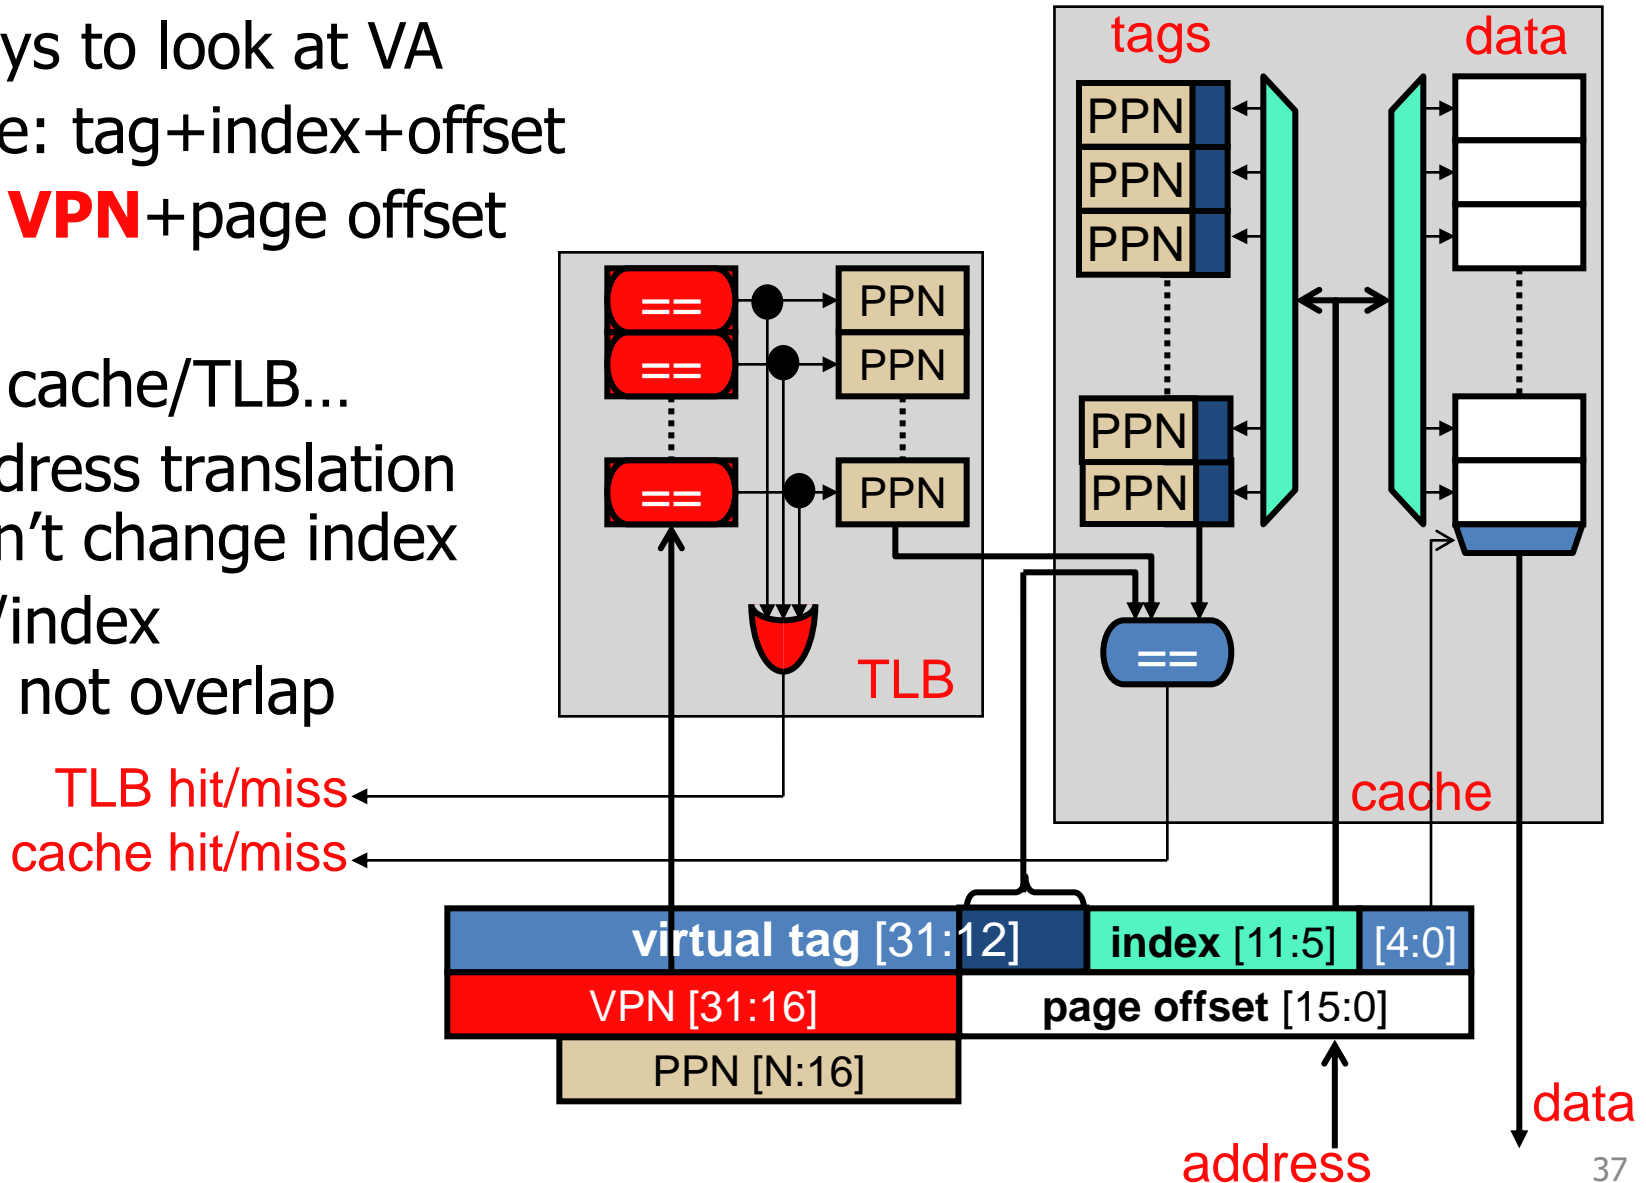 ys to look at VA
e: tag+index+offset
VPN+page offset
cache/TLB…
dress translation
n’t change index
/index
not overlap
TLB hit/miss
cache hit/miss
==
==
==
PPN
PPN
PPN
TLB
tags
data
PPN
PPN
PPN
PPN
PPN
==
cache
virtual tag [31:12]
index [11:5]
[4:0]
VPN [31:16]
page offset [15:0]
PPN [N:16]
address
data
37